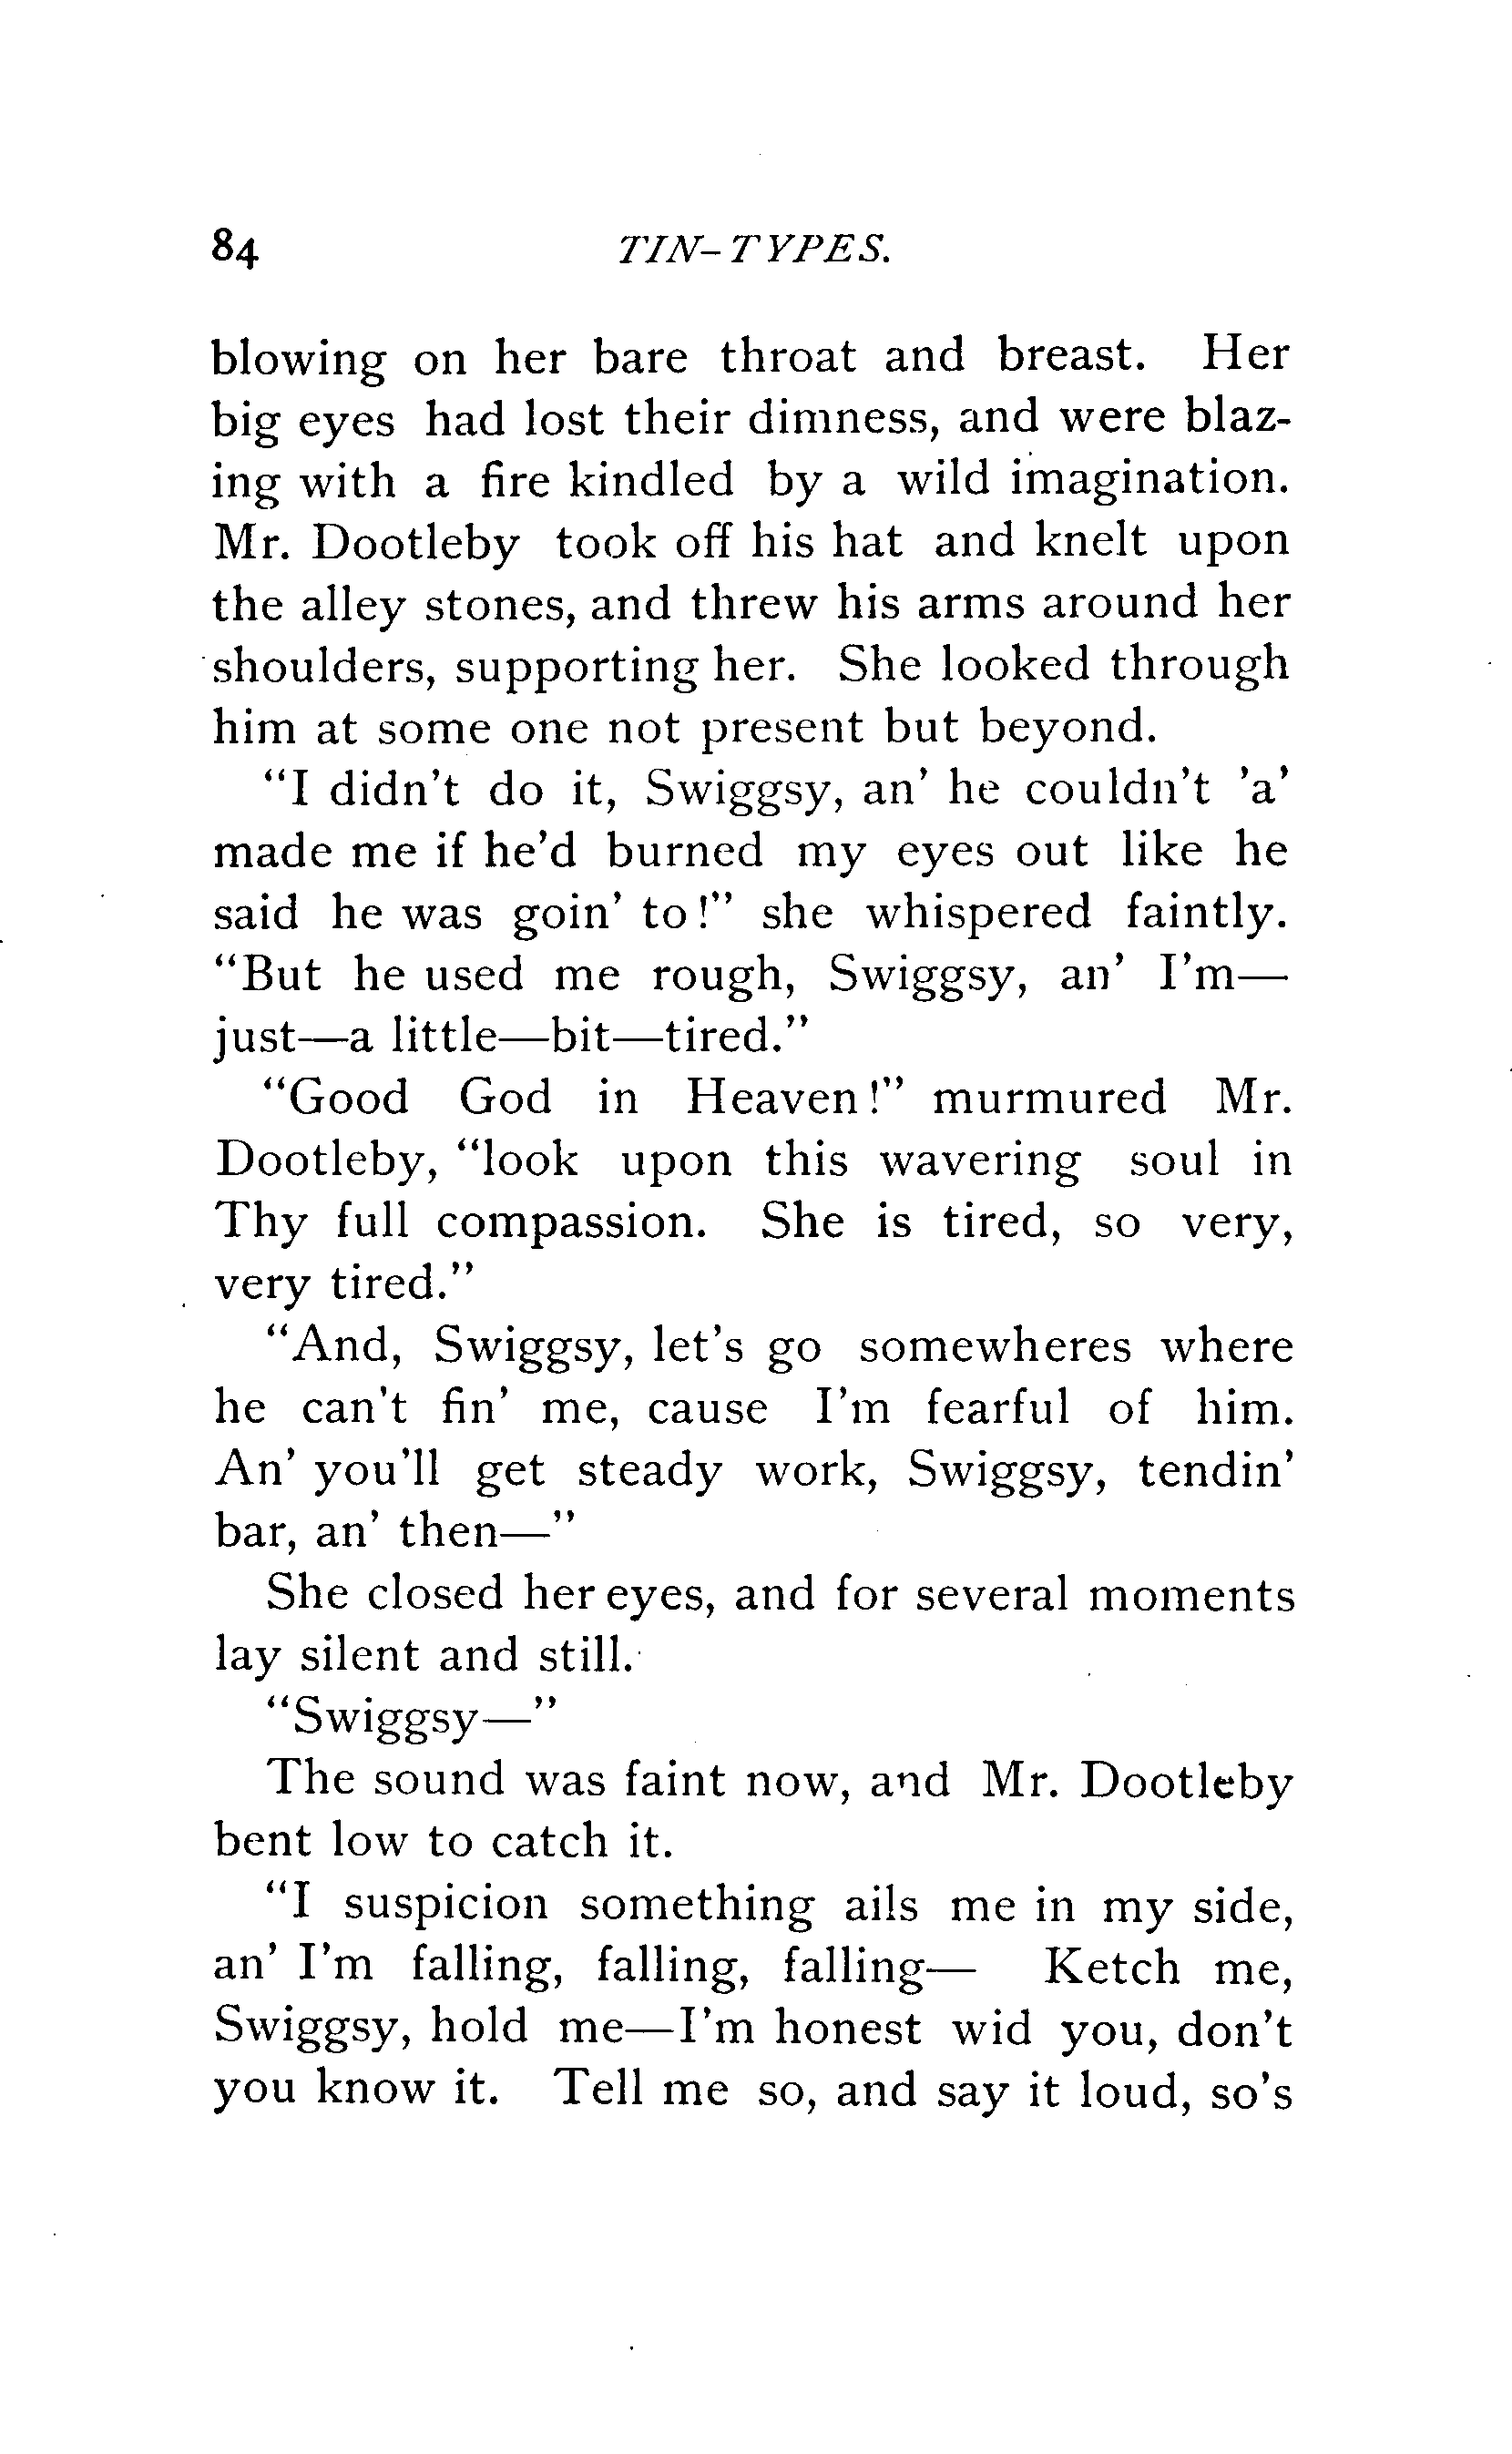 84 TIN-TYPES.
blowing on her bare throat and breast. Her
big eyes had lost their dimness, and were blaz-
ing with a fire kindled by a wild imagination.
Mr. Dootleby took off his hat and knelt upon
the alley stones, and threw his arms around her
shoulders, supporting her. She looked through
him at some one not present but beyond.
"I didn't do it, Swiggsy, an' he couldn't 'a'
made me if he'd burned my eyes out like he
said he was goin' to!" she whispered faintly.
"But he used me rough, Swiggsy, an' I'm—
just—a little—bit—tired."
"Good God in Heaven!" murmured Mr.
Dootleby, "look upon this wavering soul in
Thy full compassion. She is tired, so very,
very tired."
"And, Swiggsy, let's go somewheres where
he can't fin' me, cause I'm fearful of him.
An' you'll get steady work, Swiggsy, tendin'
bar, an' then—"
She closed her eyes, and for several moments
lay silent and still.
"Swiggsy—"
The sound was faint now, and Mr. Dootleby
bent low to catch it.
"I suspicion something ails me in my side,
an' I'm falling, falling, falling— Ketch me,
Swiggsy, hold me—I'm honest wid you, don't
you know it. Tell me so, and say it loud, so's